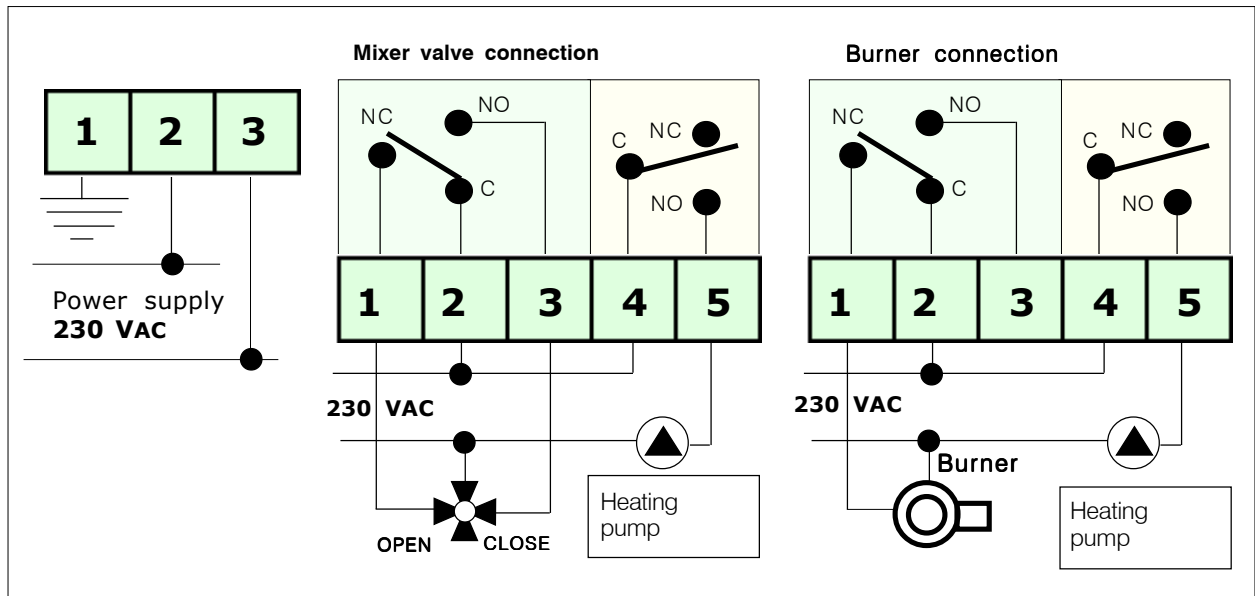 1 2 3
Power supply
230 VAC
Mixer valve connection
NC
NO
C
C
NC
NO
1 2 3 4 5
230 VAC
OPEN
CLOSE
Heating
pump
Burner connection
NC
NO
C
C
NC
NO
1 2 3 4 5
230 VAC
Burner
Heating
pump